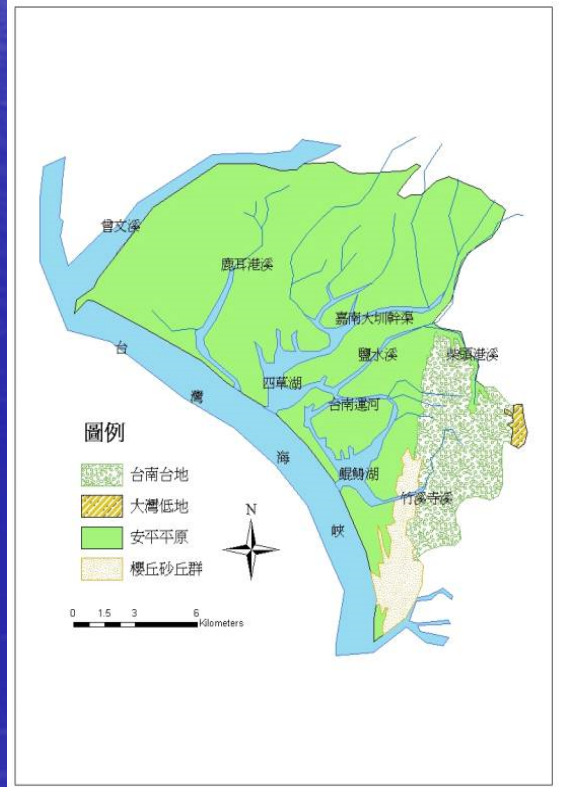 曾文溪
鹿耳港溪
嘉南大圳幹渠
鹽水溪
柴頭港溪
四草湖
台南運河
鯤鯓湖
竹溪寺溪
台
灣
海
峽
圖例
台南台地
大灣低地
安平平原
櫻丘砂丘群
N
0 1.5 3 6
Kilometers